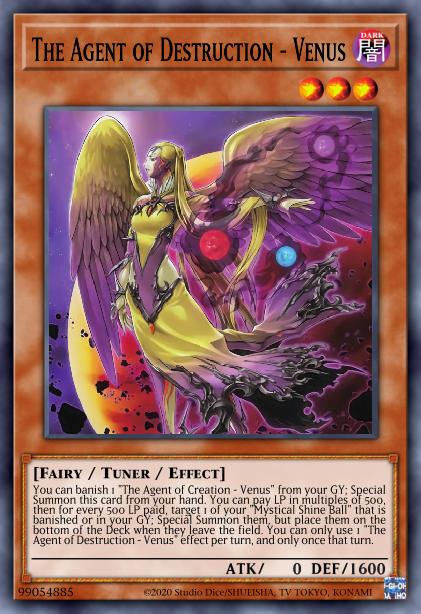 THE AGENT OF DESTRUCTION - VENUS
DARK
闇
[FAIRY / TUNER / EFFECT]
You can banish 1 "The Agent of Creation - Venus" from your GY; Special
Summon this card from your hand. You can pay LP in multiples of 500,
then for every 500 LP paid, target 1 of your "Mystical Shine Ball" that is
banished or in your GY; Special Summon them, but place them on the
bottom of the Deck when they leave the field. You can only use 1 "The
Agent of Destruction - Venus" effect per turn, and only once that turn.
ATK/ 0 DEF/1600
99054885 ©2020 Studio Dice/SHUEISHA, TV TOKYO, KONAMI